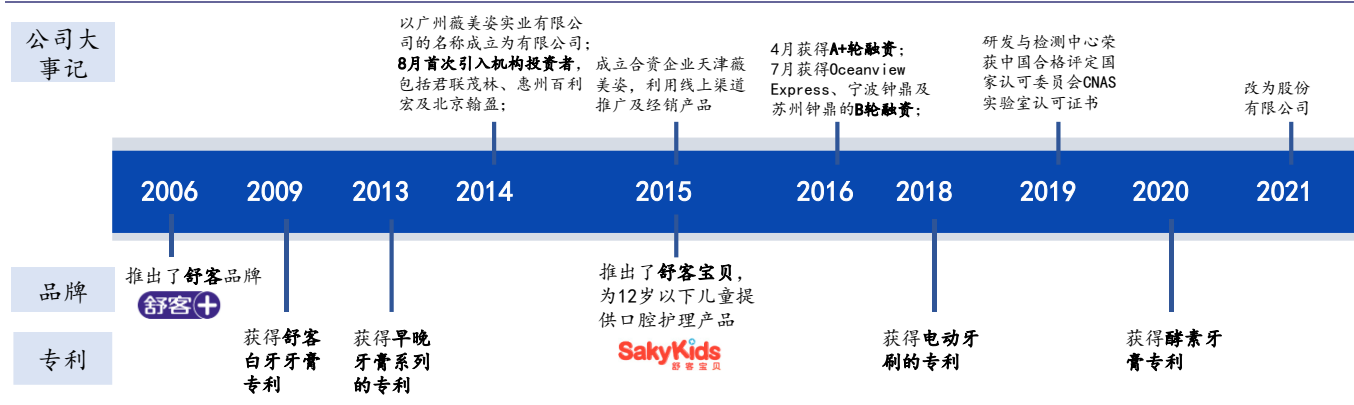 公司大
事记
以广州薇美姿实业有限公
司的名称成立为有限公司;
8月首次引入机构投资者,
包括君联茂林、惠州百利
宏及北京翰盈;
成立合资企业天津薇
美姿,利用线上渠道
推广及经销产品
4月获得A+轮融资;
7月获得Oceanview
Express、宁波钟鼎及
苏州钟鼎的B轮融资;
研发与检测中心荣
获中国合格评定国
家认可委员会CNAS
实验室认可证书
改为股份
有限公司
2006
2009
2013
2014
2015
2016
2018
2019
2020
2021
品牌
推出了舒客品牌
舒客
推出了舒客宝贝,
为12岁以下儿童提
供口腔护理产品
SakyKids
舒客宝贝
专利
获得舒客
白牙牙膏
专利
获得早晚
牙膏系列
的专利
获得电动牙
刷的专利
获得酵素牙
膏专利